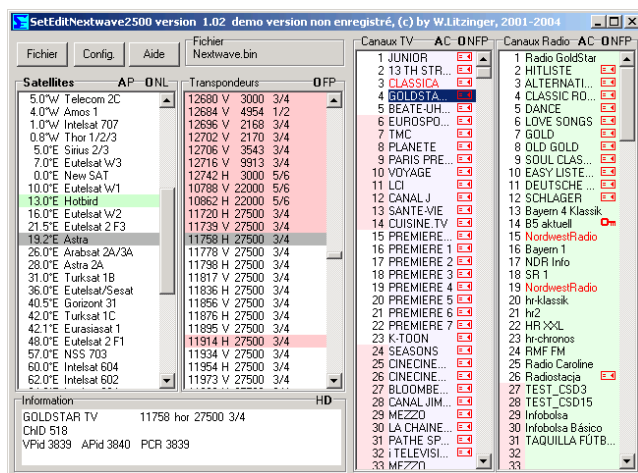 SetEditNextwave2500 version 1.02 demo version non enregistré, (c) by W.Litzinger, 2001-2004
Fichier
Config.
Aide
Fichier
Nextwave.bin
Satellites AP ONL
5.0°W Telecom 2C
4.0°W Amos 1
1.0°W Intelsat 707
0.8°W Thor 1/2/3
5.0°E Sirius 2/3
7.0°E Eutelsat W3
0.0°E New SAT
10.0°E Eutelsat W1
13.0°E Hotbird
16.0°E Eutelsat W2
21.5°E Eutelsat 2 F3
19.2°E Astra
26.0°E Arabsat 2A/3A
28.0°E Astra 2A
31.0°E Turksat 1B
36.0°E Eutelsat/Sesat
40.5°E Gorizont 31
42.0°E Turksat 1C
42.1°E Eurasiasat 1
48.0°E Eutelsat 2 F1
57.0°E NSS 703
60.0°E Intelsat 604
62.0°E Intelsat 602
Transpondeurs OFP
12680 V 3000 3/4
12684 V 4954 1/2
12696 V 2168 3/4
12702 V 2170 3/4
12706 V 3543 3/4
12716 V 9913 3/4
12742 H 3000 5/6
10788 V 22000 5/6
10862 H 22000 5/6
11720 H 27500 3/4
11739 V 27500 3/4
11758 H 27500 3/4
11778 V 27500 3/4
11798 H 27500 3/4
11817 V 27500 3/4
11836 H 27500 3/4
11856 V 27500 3/4
11876 H 27500 3/4
11895 V 27500 3/4
11914 H 27500 3/4
11934 V 27500 3/4
11954 H 27500 3/4
11973 V 27500 3/4
Canaux TV AC ONFP
1 JUNIOR
2 13TH STR...
3 CLASSICA
4 GOLDSTA...
5 BEATE-UH...
6 EUROSPO...
7 TMC
8 PLANETE
9 PARIS PRE...
10 VOYAGE
11 LCI
12 CANAL J
13 SANTE-VIE
14 CUISINE.TV
15 PREMIERE...
16 PREMIERE 1
17 PREMIERE 2
18 PREMIERE 3
19 PREMIERE 4
20 PREMIERE 5
21 PREMIERE 6
22 PREMIERE 7
23 K-TOON
24 SEASONS
25 CINECINE...
26 CINECINE...
27 BLOOMBE...
28 CANAL JIM...
29 MEZZO
30 LA CHAINE...
31 PATHE SP...
32 i TELEVISI...
33 MEZZO
Canaux Radio AC ONFP
1 Radio GoldStar
2 HITLISTE
3 ALTERNATI...
4 CLASSIC RO...
5 DANCE
6 LOVE SONGS
7 GOLD
8 OLD GOLD
9 SOUL CLAS...
10 EASY LISTE...
11 DEUTSCHE ...
12 SCHLAGER
13 Bayern 4 Klassik
14 B5 aktuell
15 NordwestRadio
16 Bayern 1
17 NDR Info
18 SR 1
19 NordwestRadio
20 hr-klassik
21 hr2
22 HR XXL
23 hr-chronos
24 RMF FM
25 Radio Caroline
26 Radiostacja
27 TEST_CSD3
28 TEST_CSD15
29 Infobolsa
30 Infobolsa Básico
31 TAQUILLA FÚTB...
32
33
Information HD
GOLDSTAR TV 11758 hor 27500 3/4
ChID 518
VPid 3839 APid 3840 PCR 3839